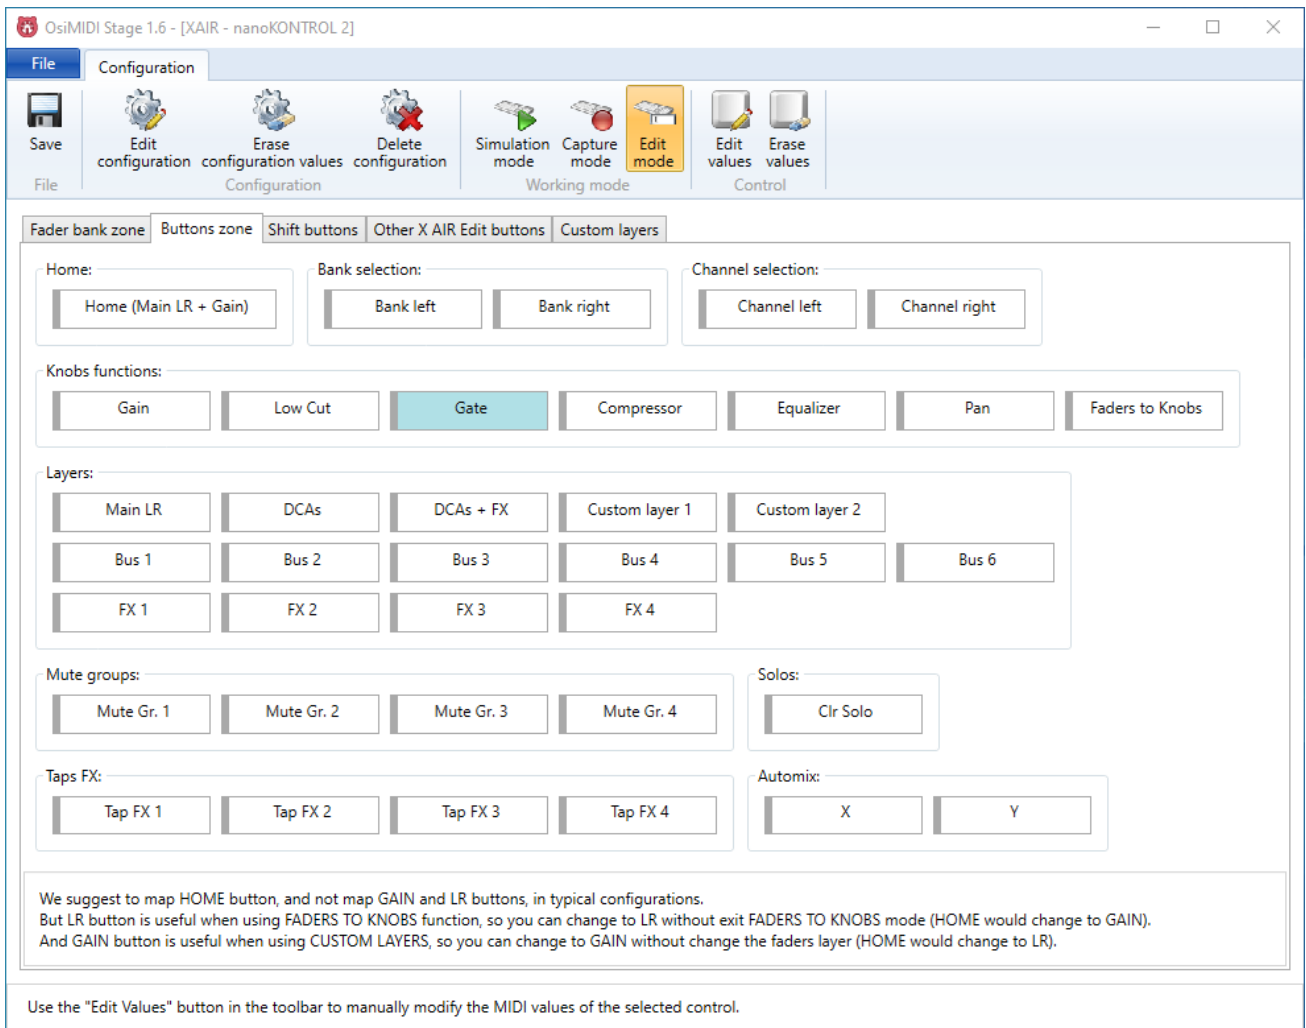 OsiMIDI Stage 1.6 - [XAIR - nanoKONTROL 2]
File
Configuration
Save
Edit configuration
Erase configuration values
Delete configuration
Simulation mode
Capture mode
Edit mode
Edit values
Erase values
File
Configuration
Working mode
Control
Fader bank zone
Buttons zone
Shift buttons
Other X AIR Edit buttons
Custom layers
Home:
Bank selection:
Channel selection:
Home (Main LR + Gain)
Bank left
Bank right
Channel left
Channel right
Knobs functions:
Gain
Low Cut
Gate
Compressor
Equalizer
Pan
Faders to Knobs
Layers:
Main LR
DCAs
DCAs + FX
Custom layer 1
Custom layer 2
Bus 1
Bus 2
Bus 3
Bus 4
Bus 5
Bus 6
FX 1
FX 2
FX 3
FX 4
Mute groups:
Solos:
Mute Gr. 1
Mute Gr. 2
Mute Gr. 3
Mute Gr. 4
Clr Solo
Taps FX:
Automix:
Tap FX 1
Tap FX 2
Tap FX 3
Tap FX 4
X
Y
We suggest to map HOME button, and not map GAIN and LR buttons, in typical configurations.
But LR button is useful when using FADERS TO KNOBS function, so you can change to LR without exit FADERS TO KNOBS mode (HOME would change to GAIN).
And GAIN button is useful when using CUSTOM LAYERS, so you can change to GAIN without change the faders layer (HOME would change to LR).
Use the "Edit Values" button in the toolbar to manually modify the MIDI values of the selected control.